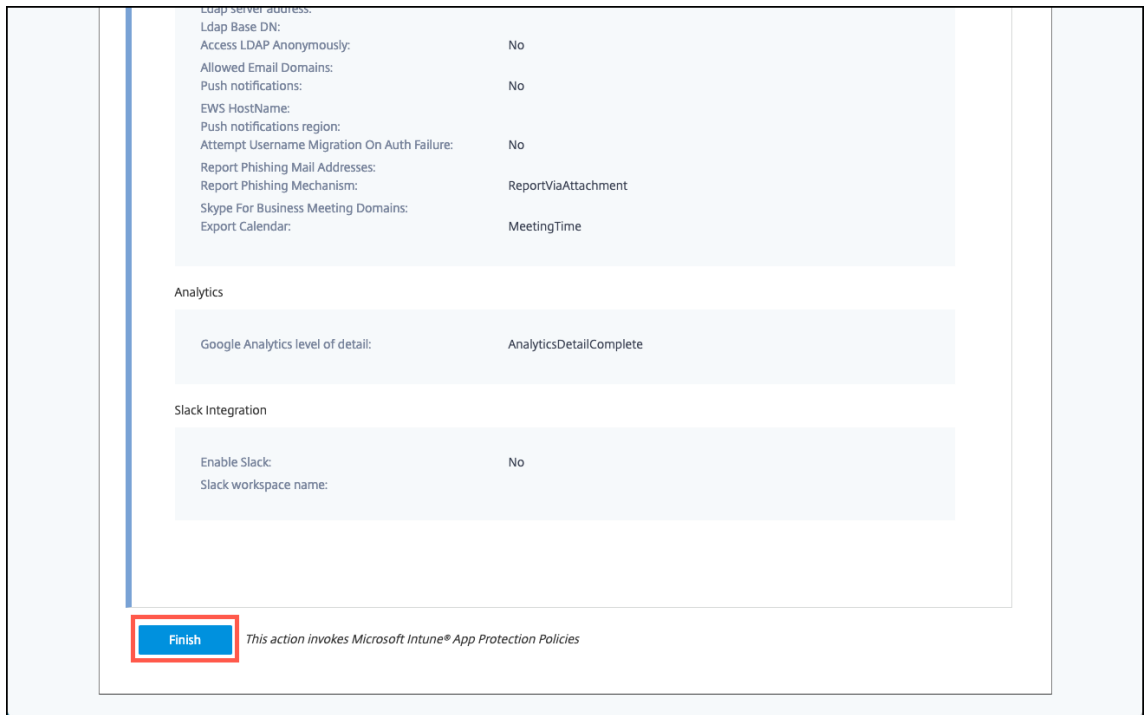 Ldap server address:
Ldap Base DN:
Access LDAP Anonymously: No
Allowed Email Domains:
Push notifications: No
EWS HostName:
Push notifications region:
Attempt Username Migration On Auth Failure: No
Report Phishing Mail Addresses:
Report Phishing Mechanism: ReportViaAttachment
Skype For Business Meeting Domains:
Export Calendar: MeetingTime
Analytics
Google Analytics level of detail: AnalyticsDetailComplete
Slack Integration
Enable Slack: No
Slack workspace name:
Finish This action invokes Microsoft Intune® App Protection Policies